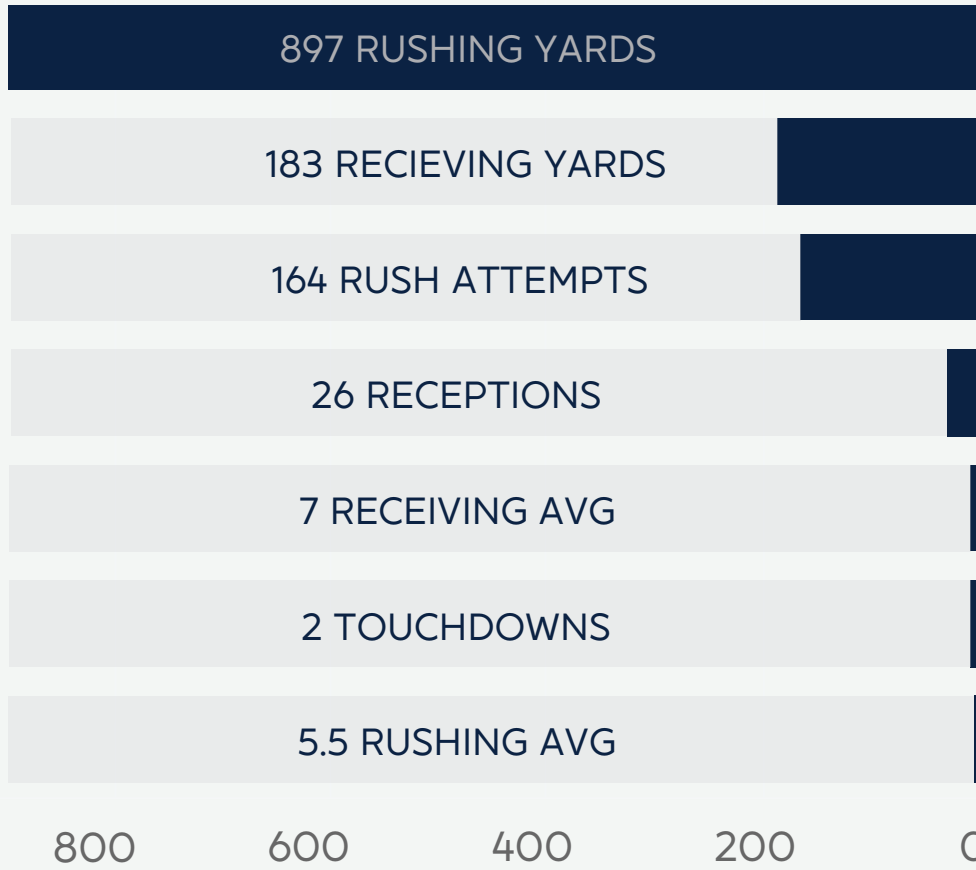 897 RUSHING YARDS
183 RECIEVING YARDS
164 RUSH ATTEMPTS
26 RECEPTIONS
7 RECEIVING AVG
2 TOUCHDOWNS
5.5 RUSHING AVG
800 600 400 200 0